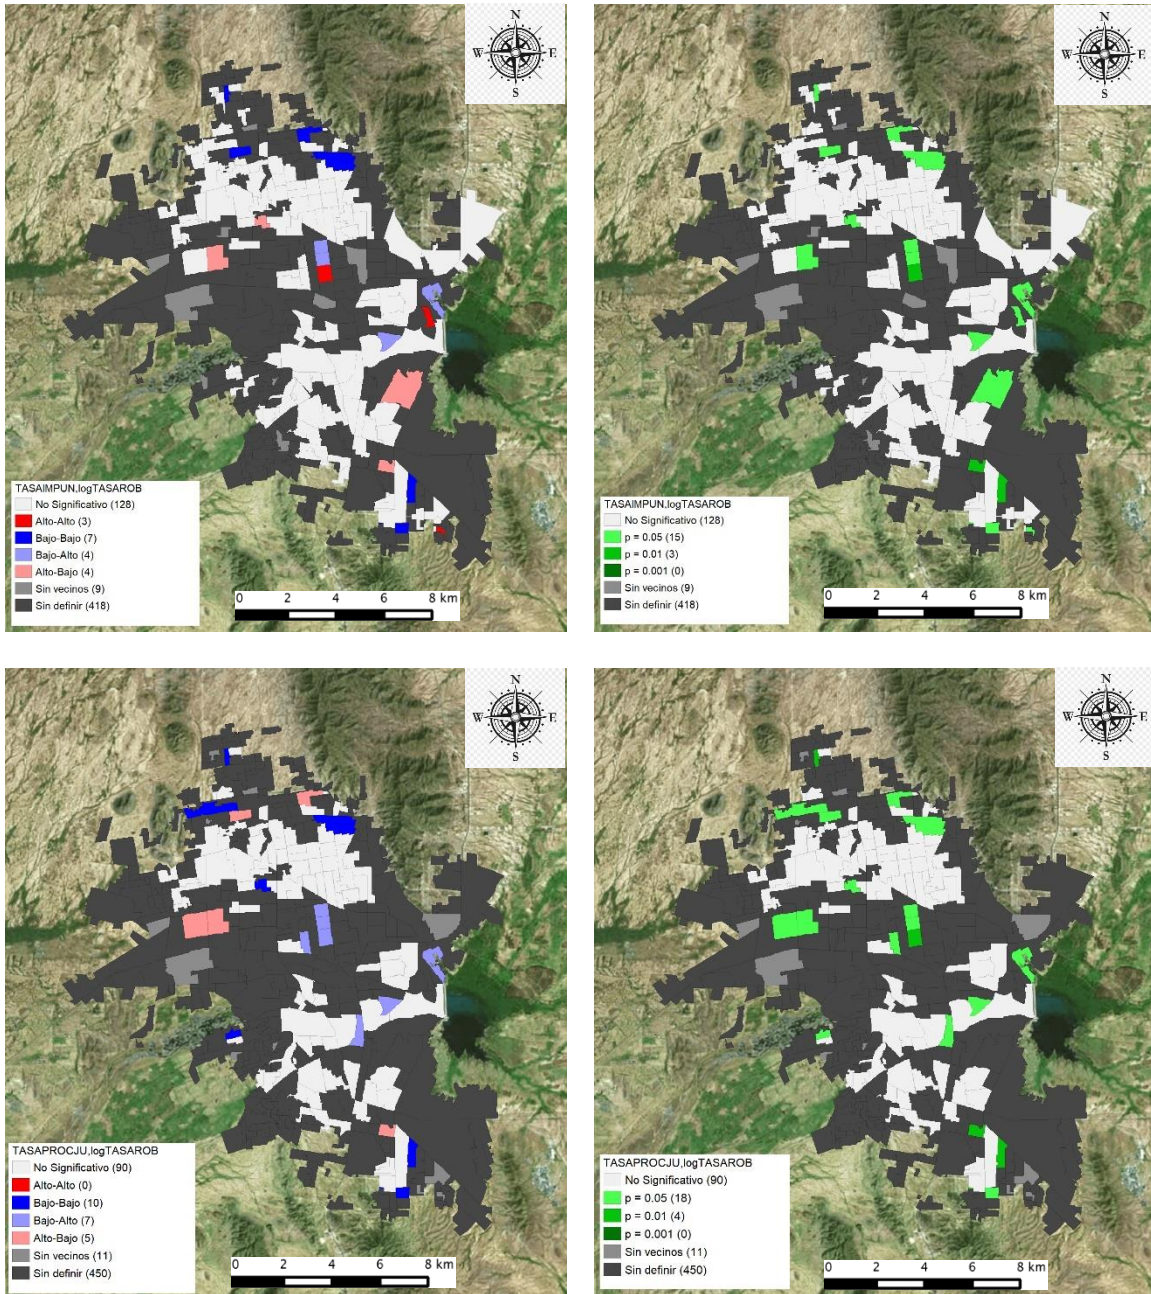 N
W E
S
TASAIMPUN,logTASAROB
No Significativo (128)
Alto-Alto (3)
Bajo-Bajo (7)
Bajo-Alto (4)
Alto-Bajo (4)
Sin vecinos (9)
Sin definir (418)
0 2 4 6 8 km
N
W E
S
TASAIMPUN,logTASAROB
No Significativo (128)
p = 0.05 (15)
p = 0.01 (3)
p = 0.001 (0)
Sin vecinos (9)
Sin definir (418)
0 2 4 6 8 km
N
W E
S
TASAPROCJU,logTASAROB
No Significativo (90)
Alto-Alto (0)
Bajo-Bajo (10)
Bajo-Alto (7)
Alto-Bajo (5)
Sin vecinos (11)
Sin definir (450)
0 2 4 6 8 km
N
W E
S
TASAPROCJU,logTASAROB
No Significativo (90)
p = 0.05 (18)
p = 0.01 (4)
p = 0.001 (0)
Sin vecinos (11)
Sin definir (450)
0 2 4 6 8 km